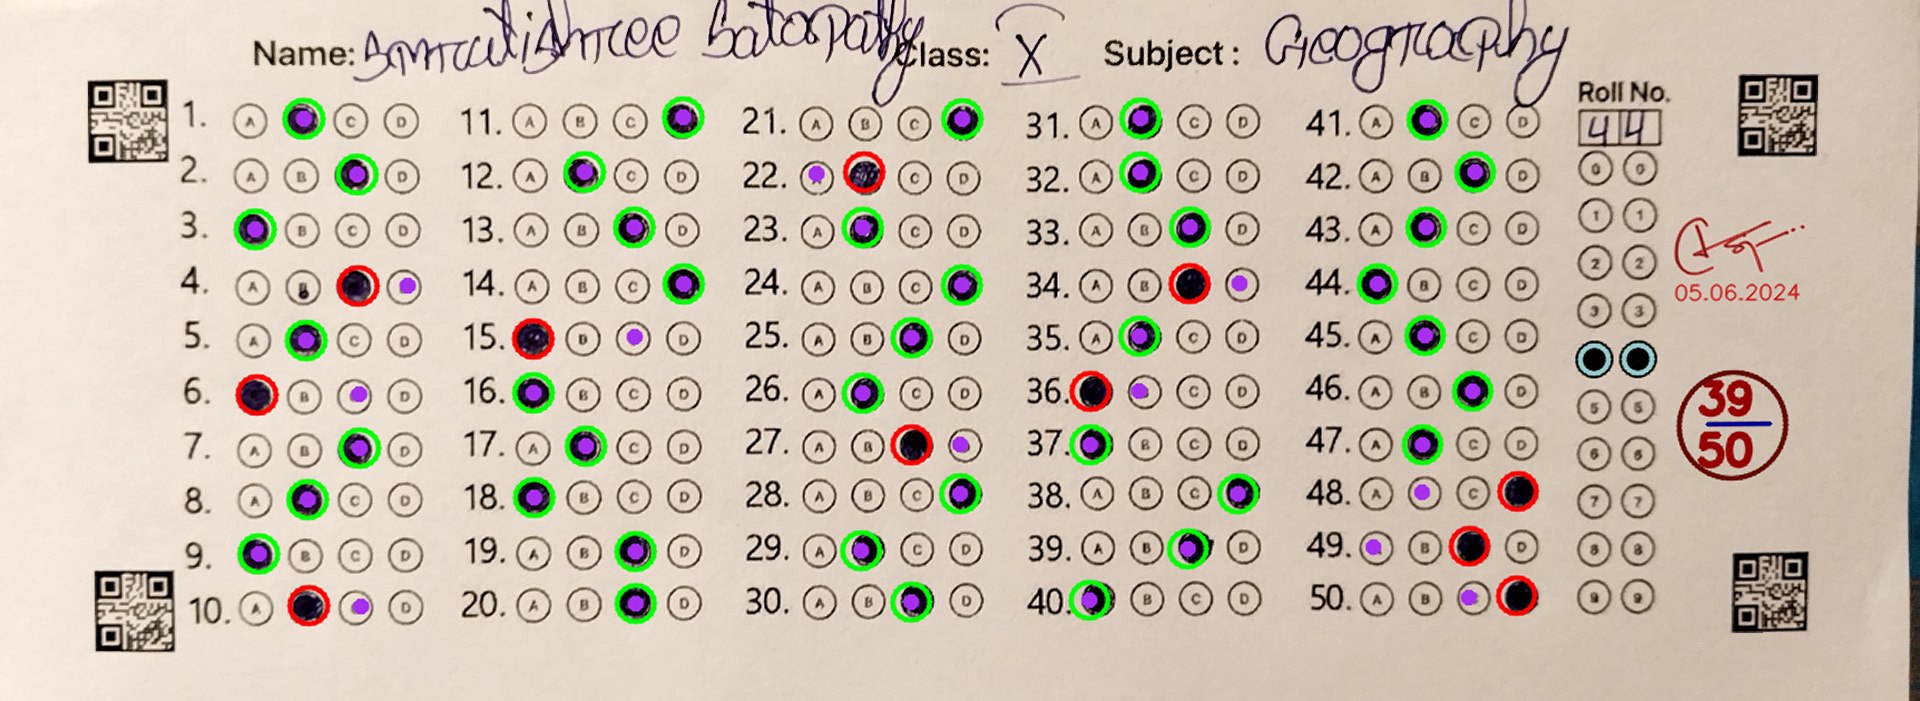 Name: Smrutishree Satapathy Class: X Subject: Geography
Roll No.
44
1. A C D 11. A B C 21. A B C 31. A C D 41. A C D
2. A B D 12. A C D 22. C D 32. A C D 42. A B D
3. B C D 13. A B D 23. A C D 33. A B D 43. A C D
4. A B 14. A B C 24. A B C 34. A B 44. B C D
5. A C D 15. B D 25. A B D 35. A C D 45. A C D
6. B D 16. B C D 26. A C D 36. C D 46. A B D
7. A B D 17. A C D 27. A B 37. B C D 47. A C D
8. A C D 18. B C D 28. A B C 38. A B C 48. A C
9. B C D 19. A B D 29. A C D 39. A B D 49. B D
10. A D 20. A B D 30. A B D 40. B C D 50. A B
0 0
1 1
2 2
3 3
5 5
6 6
7 7
8 8
9 9
05.06.2024
39
50